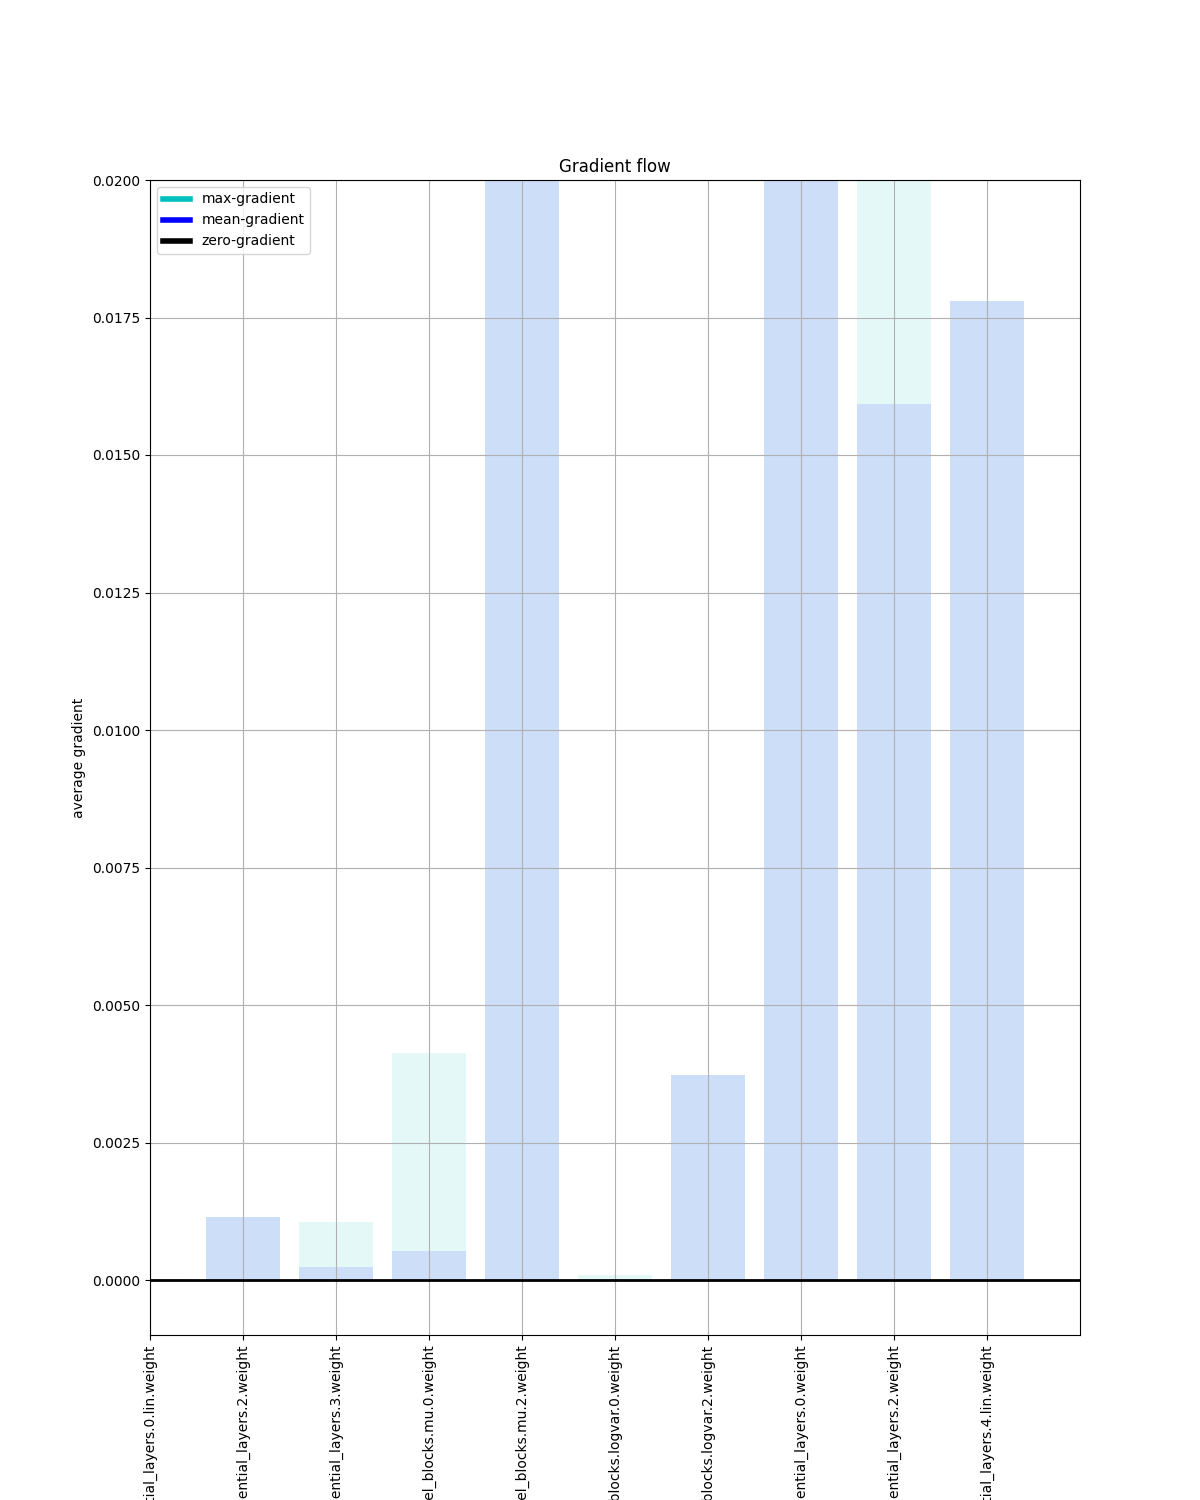 Gradient flow
max-gradient
mean-gradient
zero-gradient
0.0200
0.0175
0.0150
0.0125
0.0100
0.0075
0.0050
0.0025
0.0000
average gradient
tial_layers.0.lin.weight
ential_layers.2.weight
ential_layers.3.weight
el_blocks.mu.0.weight
el_blocks.mu.2.weight
blocks.logvar.0.weight
blocks.logvar.2.weight
ential_layers.0.weight
ential_layers.2.weight
tial_layers.4.lin.weight